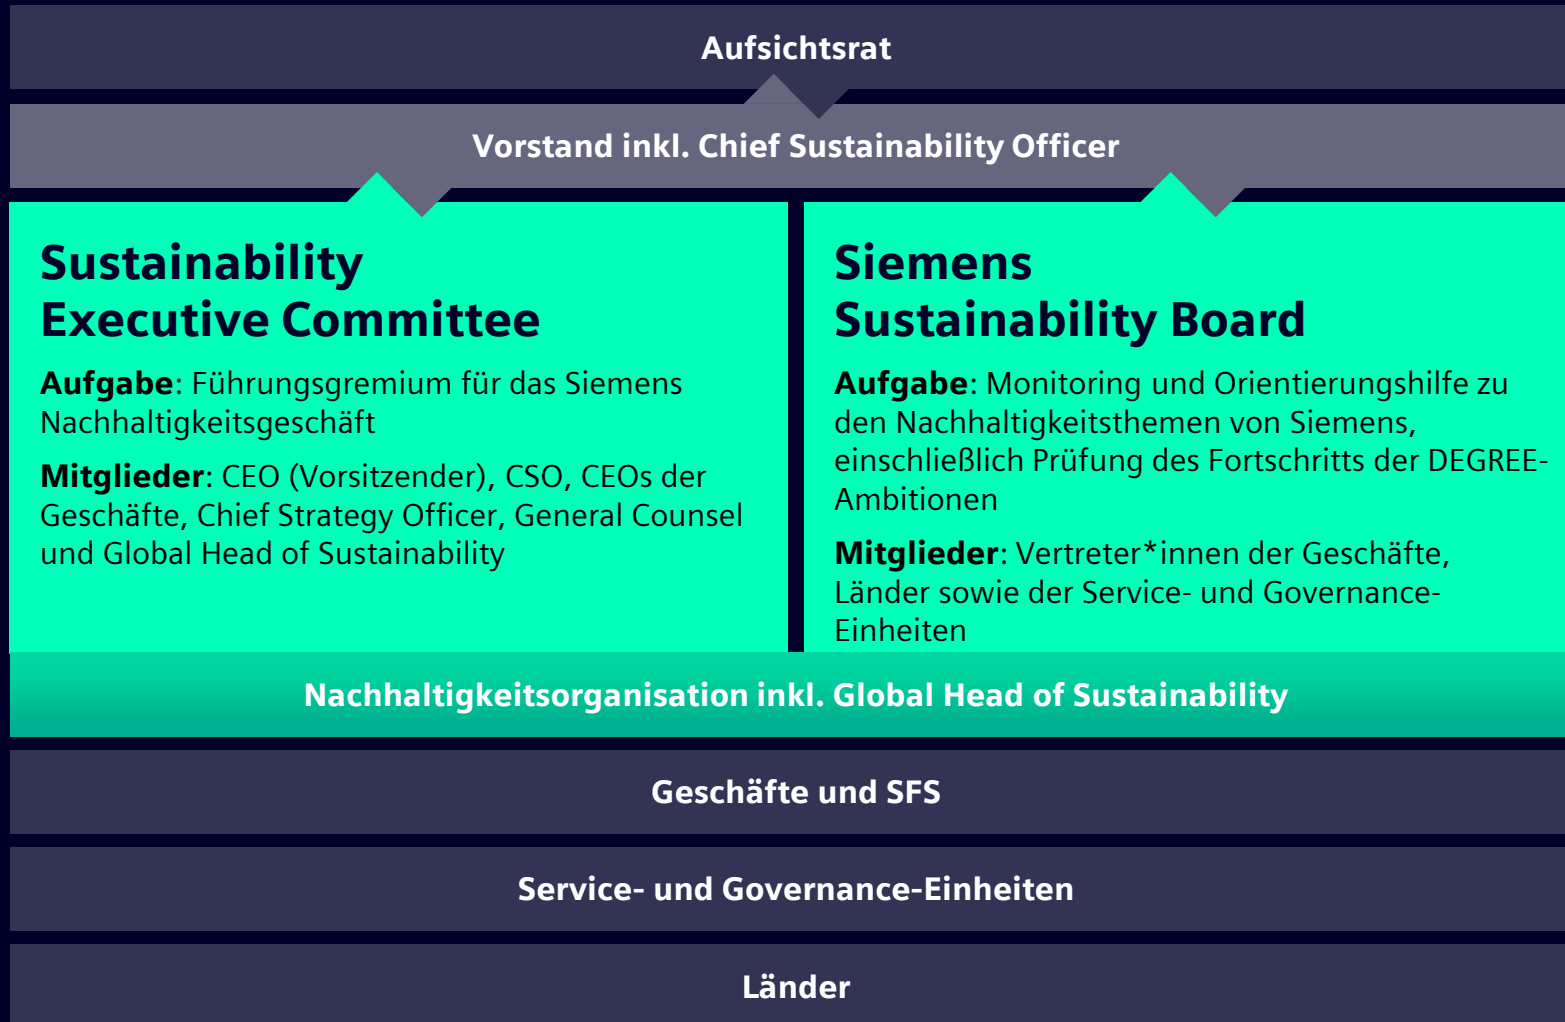 Aufsichtsrat
Vorstand inkl. Chief Sustainability Officer
Sustainability
Executive Committee
Aufgabe: Führungsgremium für das Siemens
Nachhaltigkeitsgeschäft
Mitglieder: CEO (Vorsitzender), CSO, CEOs der
Geschäfte, Chief Strategy Officer, General Counsel
und Global Head of Sustainability
Siemens
Sustainability Board
Aufgabe: Monitoring und Orientierungshilfe zu
den Nachhaltigkeitsthemen von Siemens,
einschließlich Prüfung des Fortschritts der DEGREE-
Ambitionen
Mitglieder: Vertreter*innen der Geschäfte,
Länder sowie der Service- und Governance-
Einheiten
Nachhaltigkeitsorganisation inkl. Global Head of Sustainability
Geschäfte und SFS
Service- und Governance-Einheiten
Länder